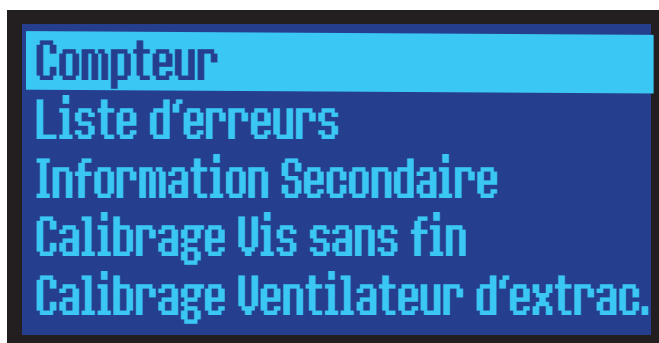 Compteur
Liste d'erreurs
Information Secondaire
Calibrage Vis sans fin
Calibrage Ventilateur d'extrac.